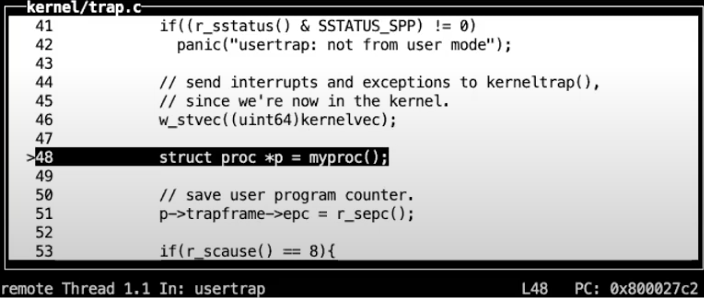 kernel/trap.c
41 if((r_sstatus() & SSTATUS_SPP) != 0)
42 panic("usertrap: not from user mode");
43
44 // send interrupts and exceptions to kerneltrap(),
45 // since we're now in the kernel.
46 w_stvec((uint64)kernelvec);
47
>48 struct proc *p = myproc();
49
50 // save user program counter.
51 p->trapframe->epc = r_sepc();
52
53 if(r_scause() == 8){
remote Thread 1.1 In: usertrap L48 PC: 0x800027c2